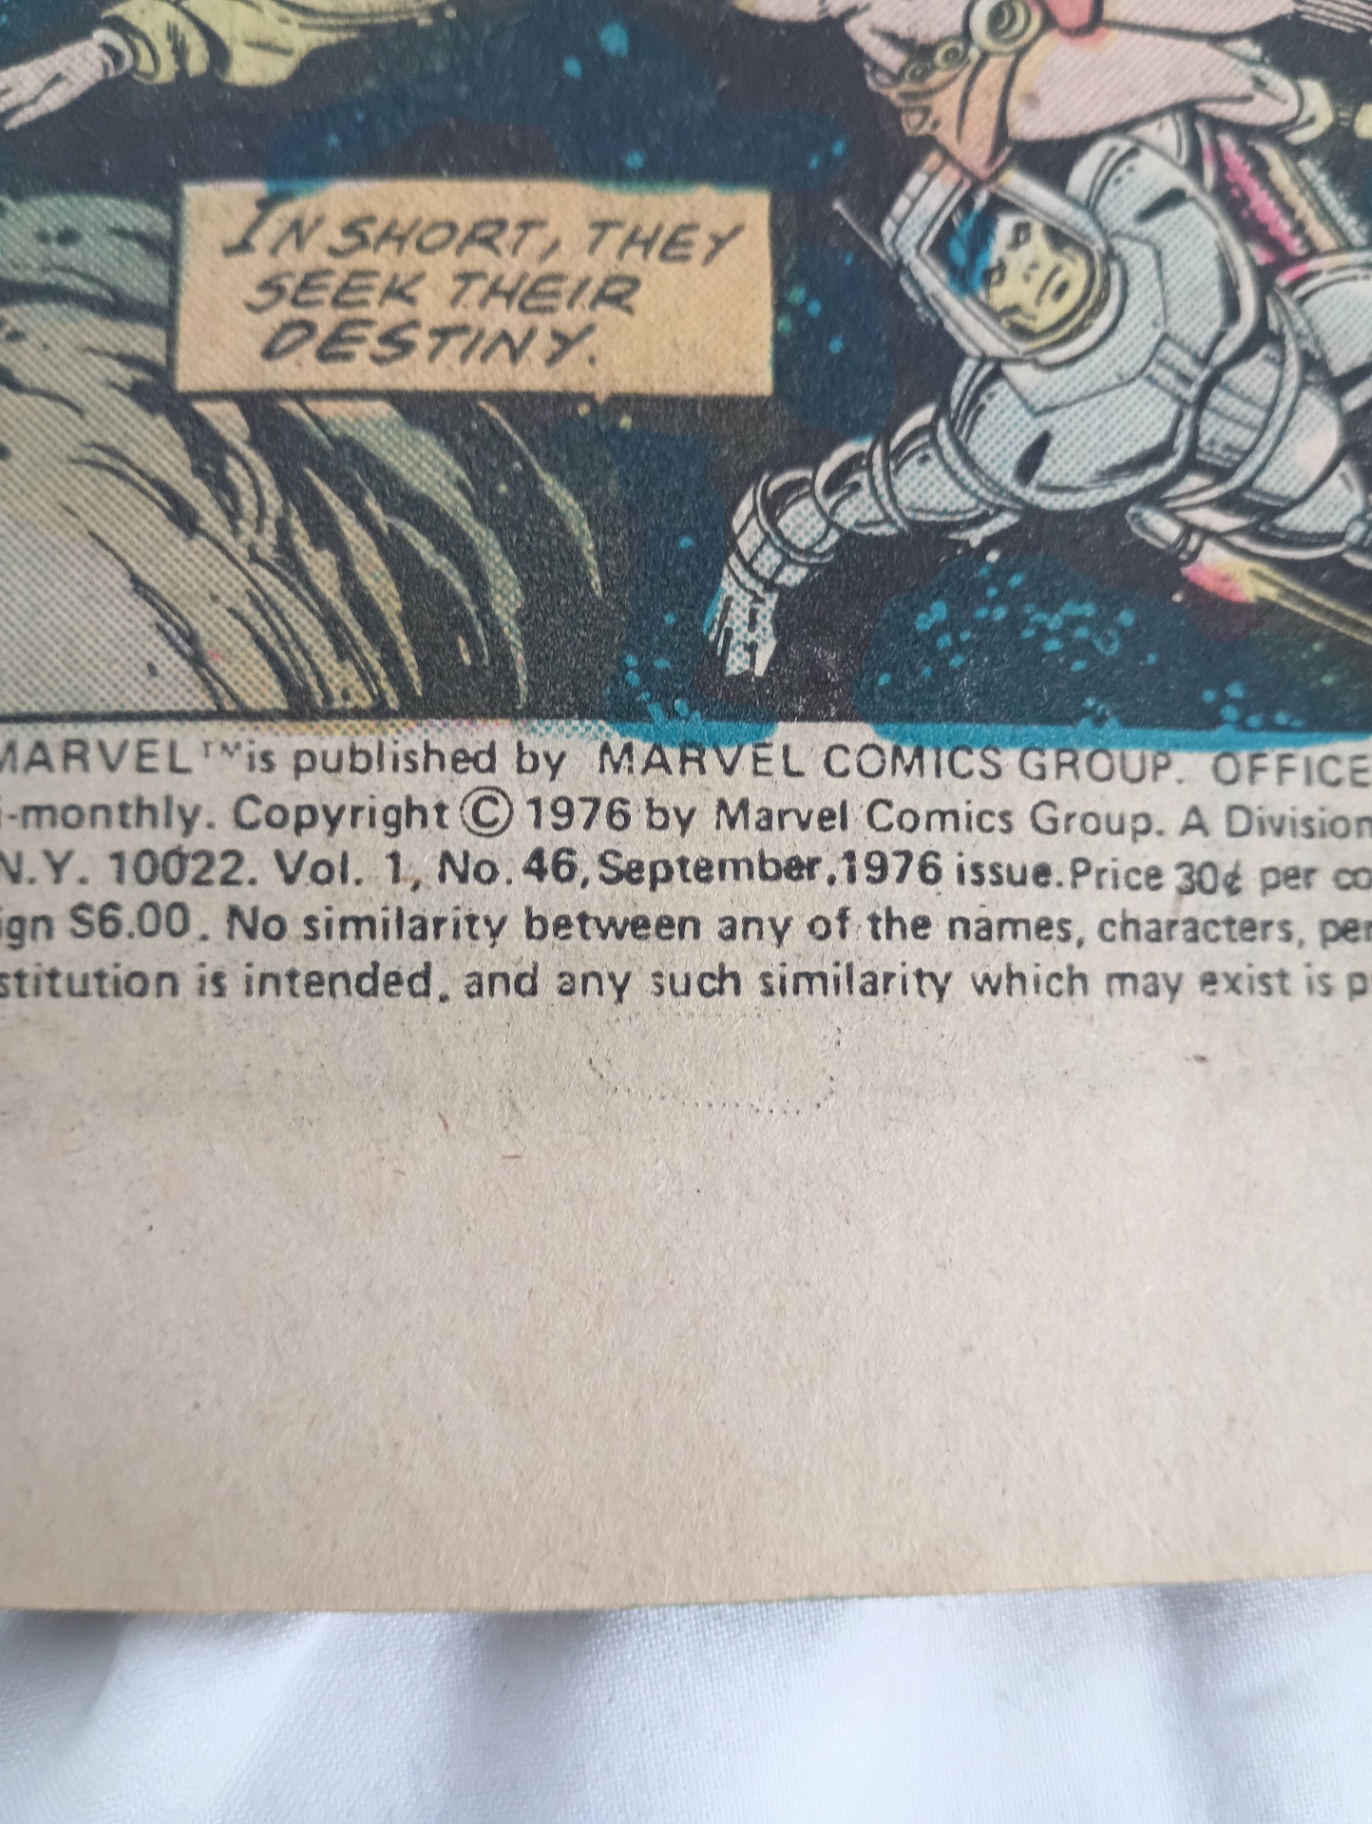 IN SHORT, THEY
SEEK THEIR
DESTINY.
MARVEL™ is published by MARVEL COMICS GROUP. OFFICE
-monthly. Copyright © 1976 by Marvel Comics Group. A Division
N.Y. 10022. Vol. 1, No. 46, September, 1976 issue. Price 30¢ per co
ign $6.00. No similarity between any of the names, characters, per
stitution is intended, and any such similarity which may exist is p